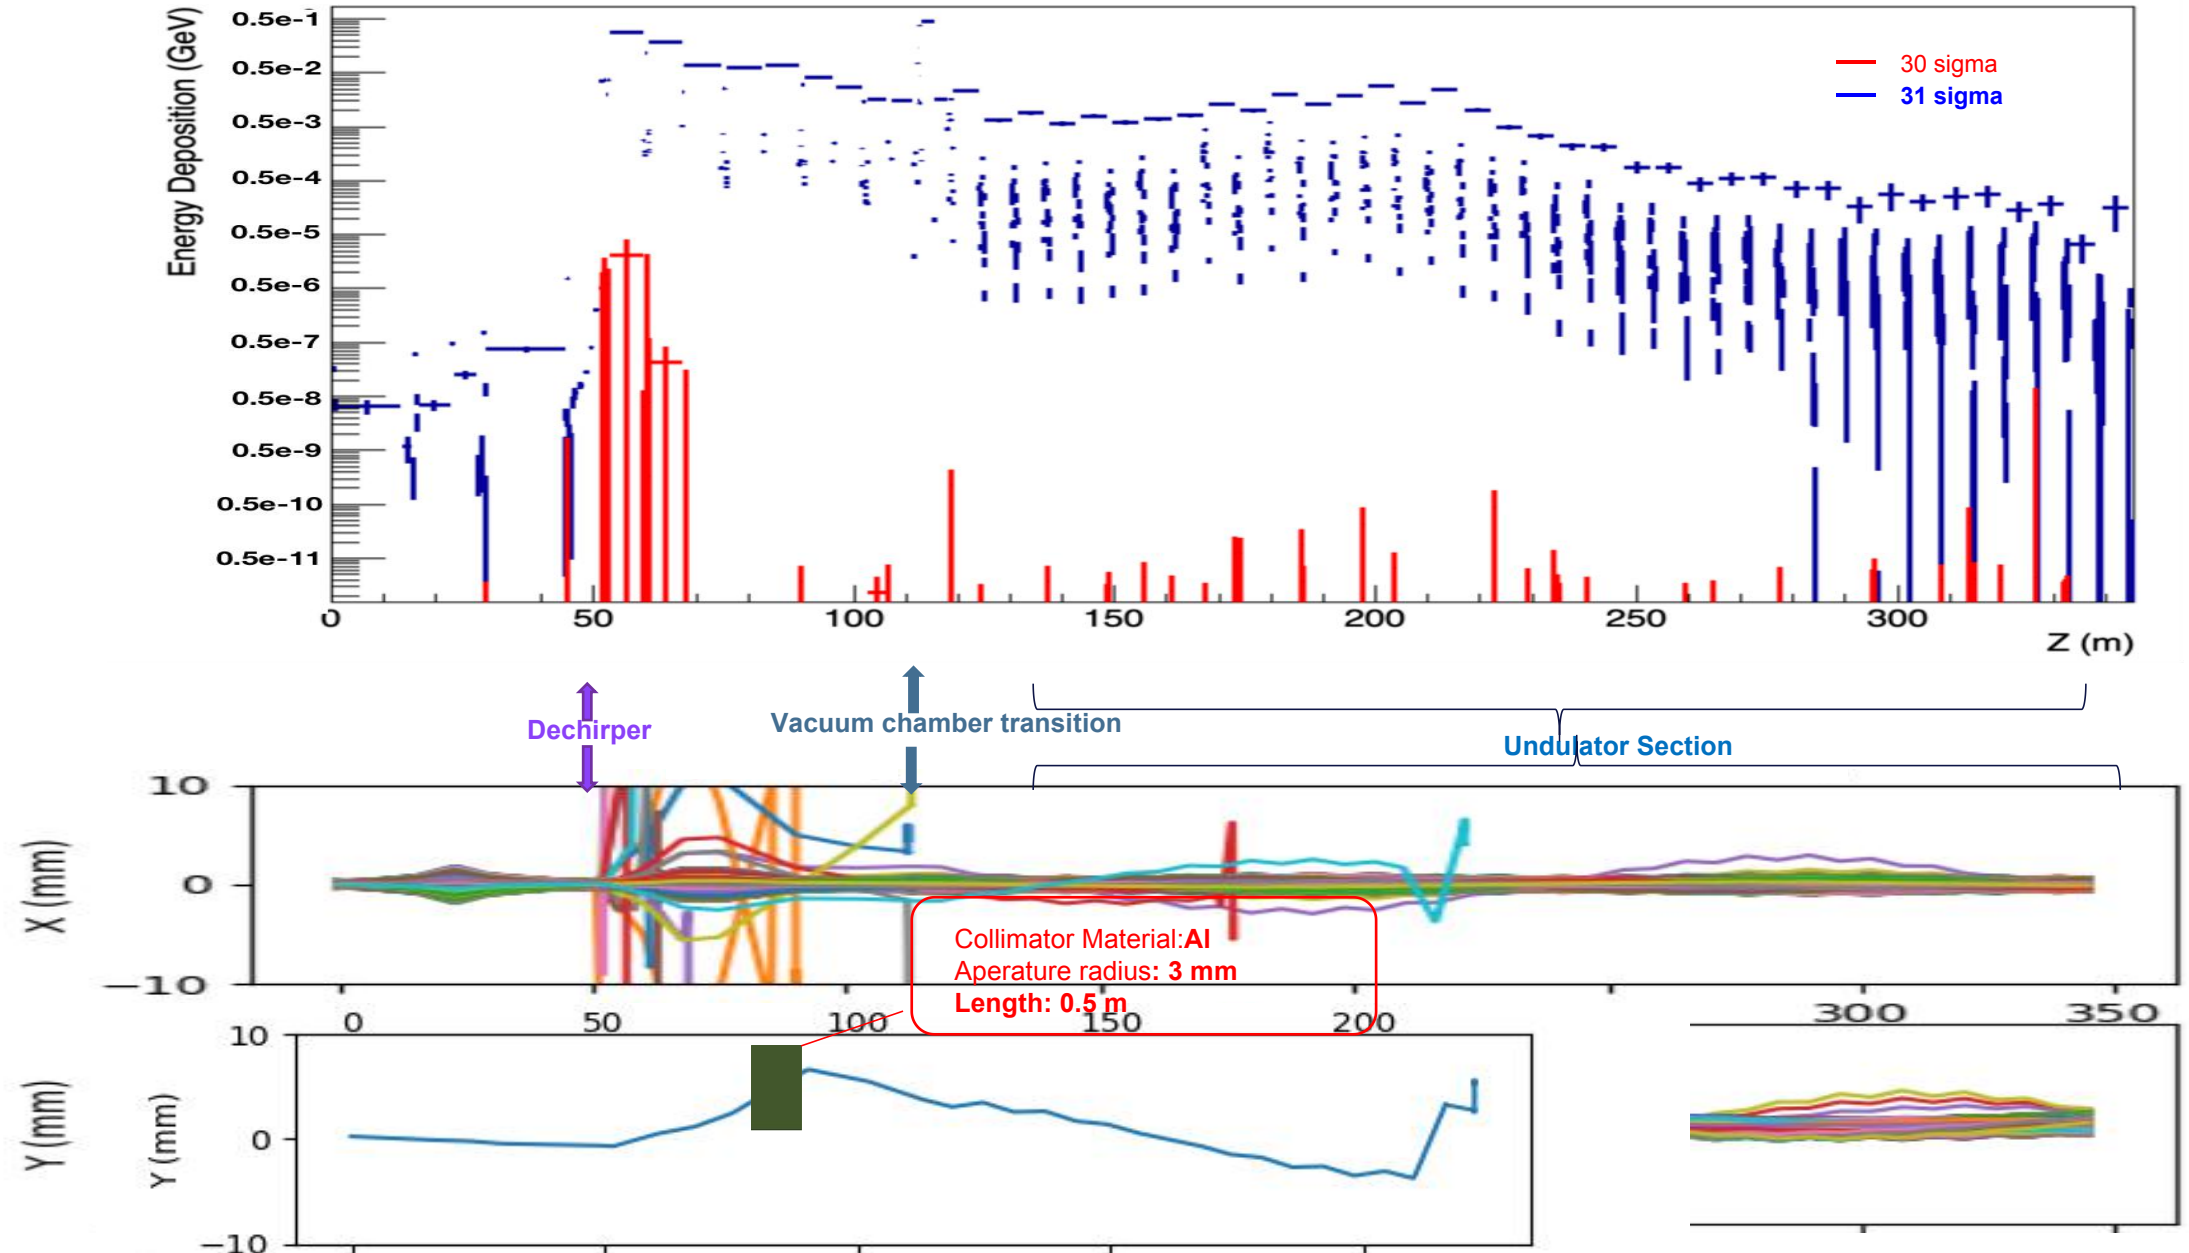 Energy Deposition (GeV)
0.5e-1
0.5e-2
0.5e-3
0.5e-4
0.5e-5
0.5e-6
0.5e-7
0.5e-8
0.5e-9
0.5e-10
0.5e-11
30 sigma
31 sigma
0 50 100 150 200 250 300
Z (m)
Dechirper
Vacuum chamber transition
Undulator Section
X (mm)
10
0
−10
Collimator Material:Al
Aperature radius: 3 mm
Length: 0.5 m
0 50 100 150 200 300 350
Y (mm)
Y (mm)
10
0
−10